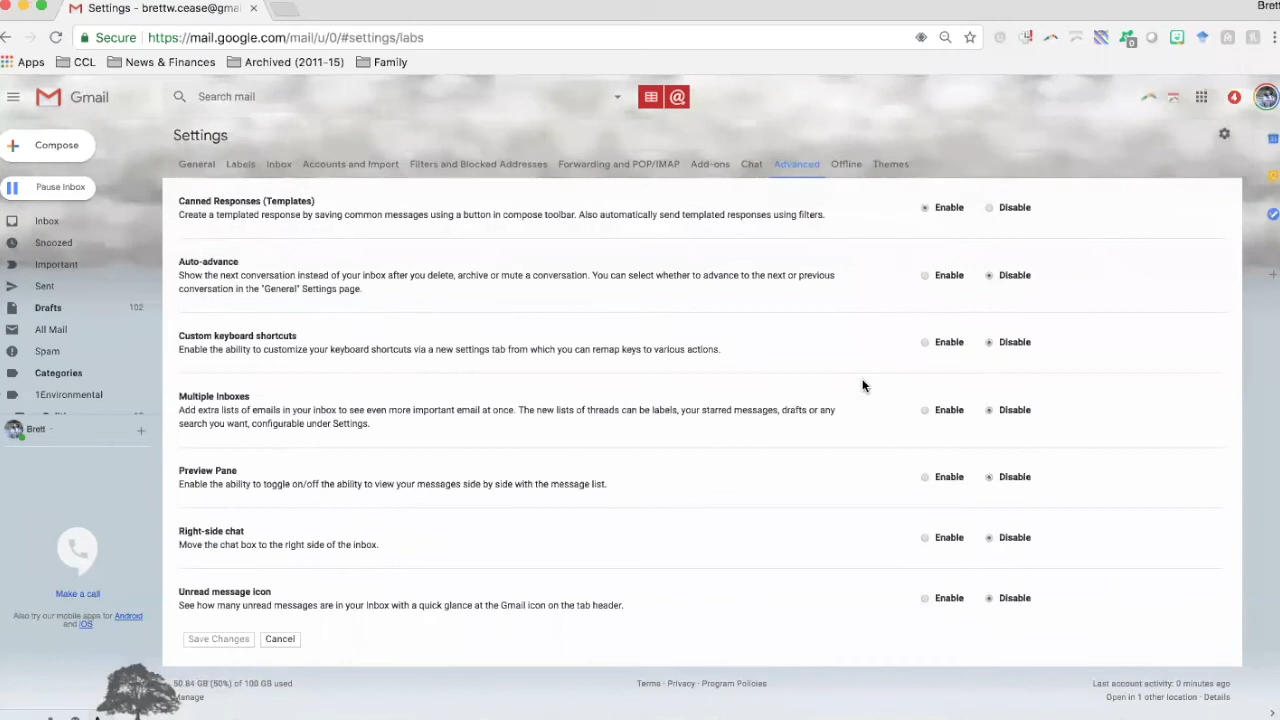 Settings - brettw.cease@gmai
Brett
Secure https://mail.google.com/mail/u/0/#settings/labs
Apps CCL News & Finances Archived (2011-15) Family
Gmail Search mail 4
Settings
Compose
General Labels Inbox Accounts and Import Filters and Blocked Addresses Forwarding and POP/IMAP Add-ons Chat Advanced Offline Themes
Pause Inbox
Inbox
Snoozed
Important
Sent
Drafts 102
All Mail
Spam
Categories
1Environmental
Brett
Make a call
Also try our mobile apps for Android
and iOS
Canned Responses (Templates)
Create a templated response by saving common messages using a button in compose toolbar. Also automatically send templated responses using filters.
Enable Disable
Auto-advance
Show the next conversation instead of your inbox after you delete, archive or mute a conversation. You can select whether to advance to the next or previous
conversation in the "General" Settings page.
Enable Disable
Custom keyboard shortcuts
Enable the ability to customize your keyboard shortcuts via a new settings tab from which you can remap keys to various actions.
Enable Disable
Multiple Inboxes
Add extra lists of emails in your inbox to see even more important email at once. The new lists of threads can be labels, your starred messages, drafts or any
search you want, configurable under Settings.
Enable Disable
Preview Pane
Enable the ability to toggle on/off the ability to view your messages side by side with the message list.
Enable Disable
Right-side chat
Move the chat box to the right side of the inbox.
Enable Disable
Unread message icon
See how many unread messages are in your Inbox with a quick glance at the Gmail icon on the tab header.
Enable Disable
Save Changes Cancel
50.84 GB (50%) of 100 GB used
Manage
Terms - Privacy - Program Policies
Last account activity: 0 minutes ago
Open in 1 other location - Details